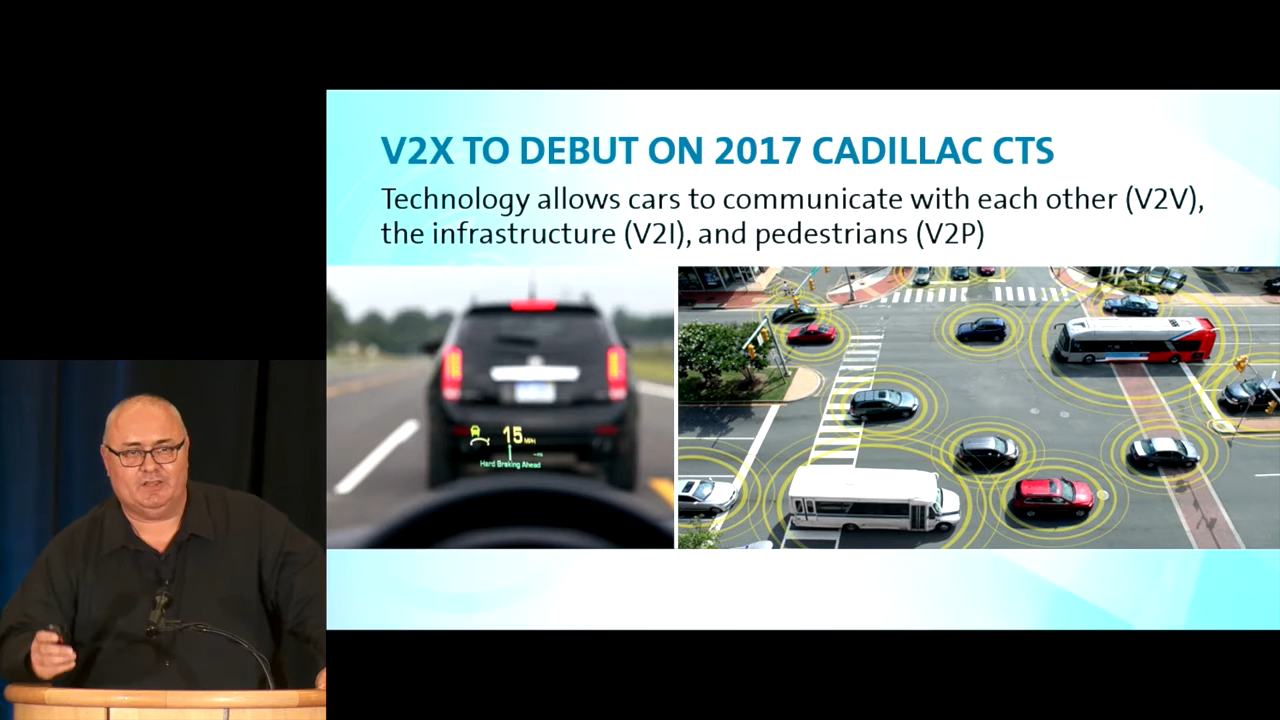 V2X TO DEBUT ON 2017 CADILLAC CTS
Technology allows cars to communicate with each other (V2V),
the infrastructure (V2I), and pedestrians (V2P)
15 MPH
Hard Braking Ahead